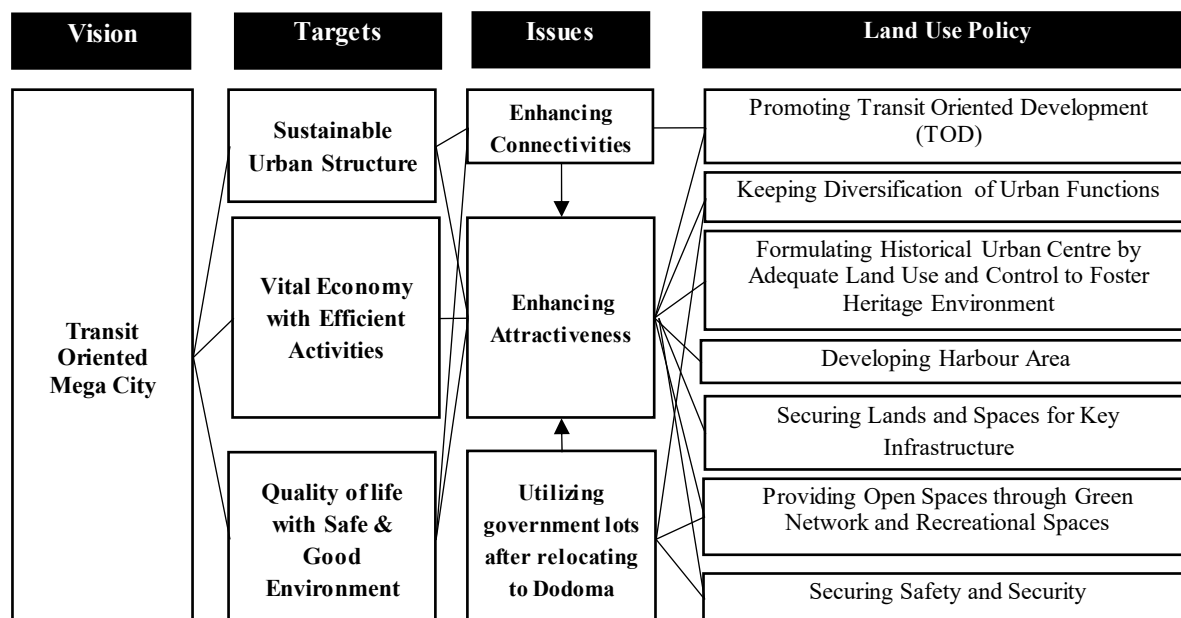 Vision
Targets
Issues
Land Use Policy
Transit
Oriented
Mega City
Sustainable
Urban Structure
Vital Economy
with Efficient
Activities
Quality of life
with Safe &
Good
Environment
Enhancing
Connectivities
Enhancing
Attractiveness
Utilizing
government lots
after relocating
to Dodoma
Promoting Transit Oriented Development
(TOD)
Keeping Diversification of Urban Functions
Formulating Historical Urban Centre by
Adequate Land Use and Control to Foster
Heritage Environment
Developing Harbour Area
Securing Lands and Spaces for Key
Infrastructure
Providing Open Spaces through Green
Network and Recreational Spaces
Securing Safety and Security